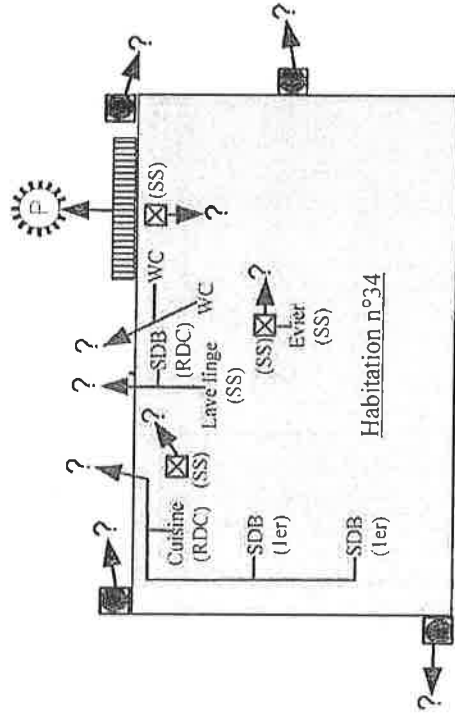 P
?
?
?
?
?
?
(SS)
?
WC
SDB
(RDC)
WC
Lave linge
(SS)
?
(SS)
Cuisine
(RDC)
(SS)
?
Evier
(SS)
SDB
(1er)
SDB
(1er)
Habitation n°34
?